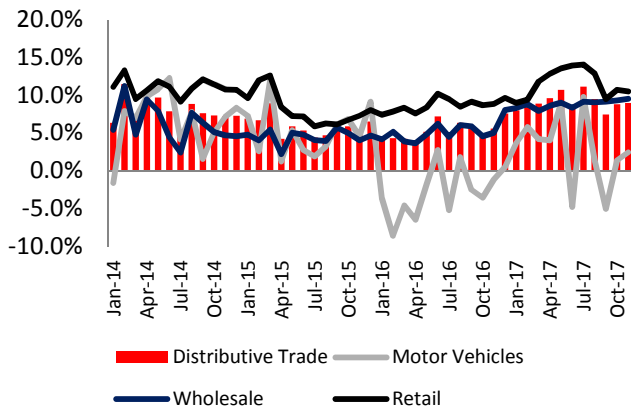 20.0%
15.0%
10.0%
5.0%
0.0%
-5.0%
-10.0%
Jan-14
Apr-14
Jul-14
Oct-14
Jan-15
Apr-15
Jul-15
Oct-15
Jan-16
Apr-16
Jul-16
Oct-16
Jan-17
Apr-17
Jul-17
Oct-17
Distributive Trade
Motor Vehicles
Wholesale
Retail